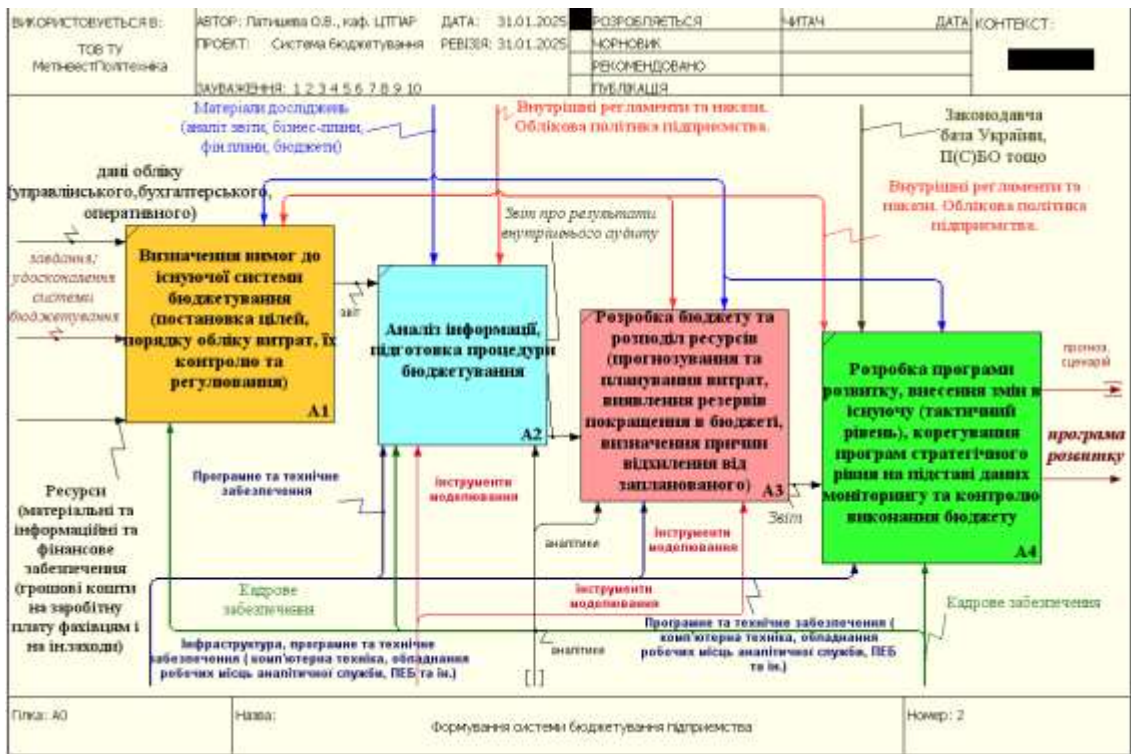 ВИКОРИСТОВУЄТЬСЯ В:
ТОВ ТУ
МетінвестПолітехніка
АВТОР: Латишева О.В., каф. ЦТПАР
ДАТА: 31.01.2025
ПРОЕКТ: Система бюджетування
РЕВІЗІЯ: 31.01.2025
ЗАУВАЖЕННЯ: 1 2 3 4 5 6 7 8 9 10
РОЗРОБЛЯЄТЬСЯ
ЧОРНОВИК
РЕКОМЕНДОВАНО
ПУБЛІКАЦІЯ
ЧИТАЧ
ДАТА
КОНТЕКСТ:
Матеріали досліджень
(аналіт звіти, бізнес-плани,
фін.плани, бюджети)
Внутрішні регламенти та накази.
Облікова політика підприємства.
Законодавча
база України,
П(С)БО тощо
дані обліку
(управлінського,бухгалтерського,
оперативного)
Внутрішні регламенти та
накази. Облікова політика
підприємства.
Звіт про результати
внутрішнього аудиту
завдання:
удосконалення
системи
бюджетування
Визначення вимог до
існуючої системи
бюджетування
(постановка цілей,
порядку обліку витрат, їх
контролю та
регулювання)
A1
звіт
Аналіз інформації,
підготовка процедури
бюджетування
A2
Розробка бюджету та
розподіл ресурсів
(прогнозування та
планування витрат,
виявлення резервів
покращення в бюджеті,
визначення причин
відхилення від
запланованого)
A3
Розробка програми
розвитку, внесення змін в
існуючу (тактичний
рівень), корегування
програм стратегічного
рівня на підставі даних
моніторингу та контролю
виконання бюджету
A4
прогноз.
сценарій
програма
розвитку
Ресурси
(матеріальні та
інформаційні та
фінансове
забезпечення
(грошові кошти
на заробітну
плату фахівцям і
на ін.заходи)
Програмне та технічне
забезпечення
інструменти
моделювання
Звіт
аналітики
інструменти
моделювання
Кадрове
забезпечення
інструменти
моделювання
Кадрове забезпечення
Інфраструктура, програмне та технічне
забезпечення ( комп'ютерна техніка, обладнання
робочих місць аналітичної служби, ПЕБ та ін.)
аналітики
Програмне та технічне забезпечення (
комп'ютерна техніка, обладнання
робочих місць аналітичної служби, ПЕБ
та ін.)
Гілка: A0
Назва:
Формування системи бюджетування підприємства
Номер: 2